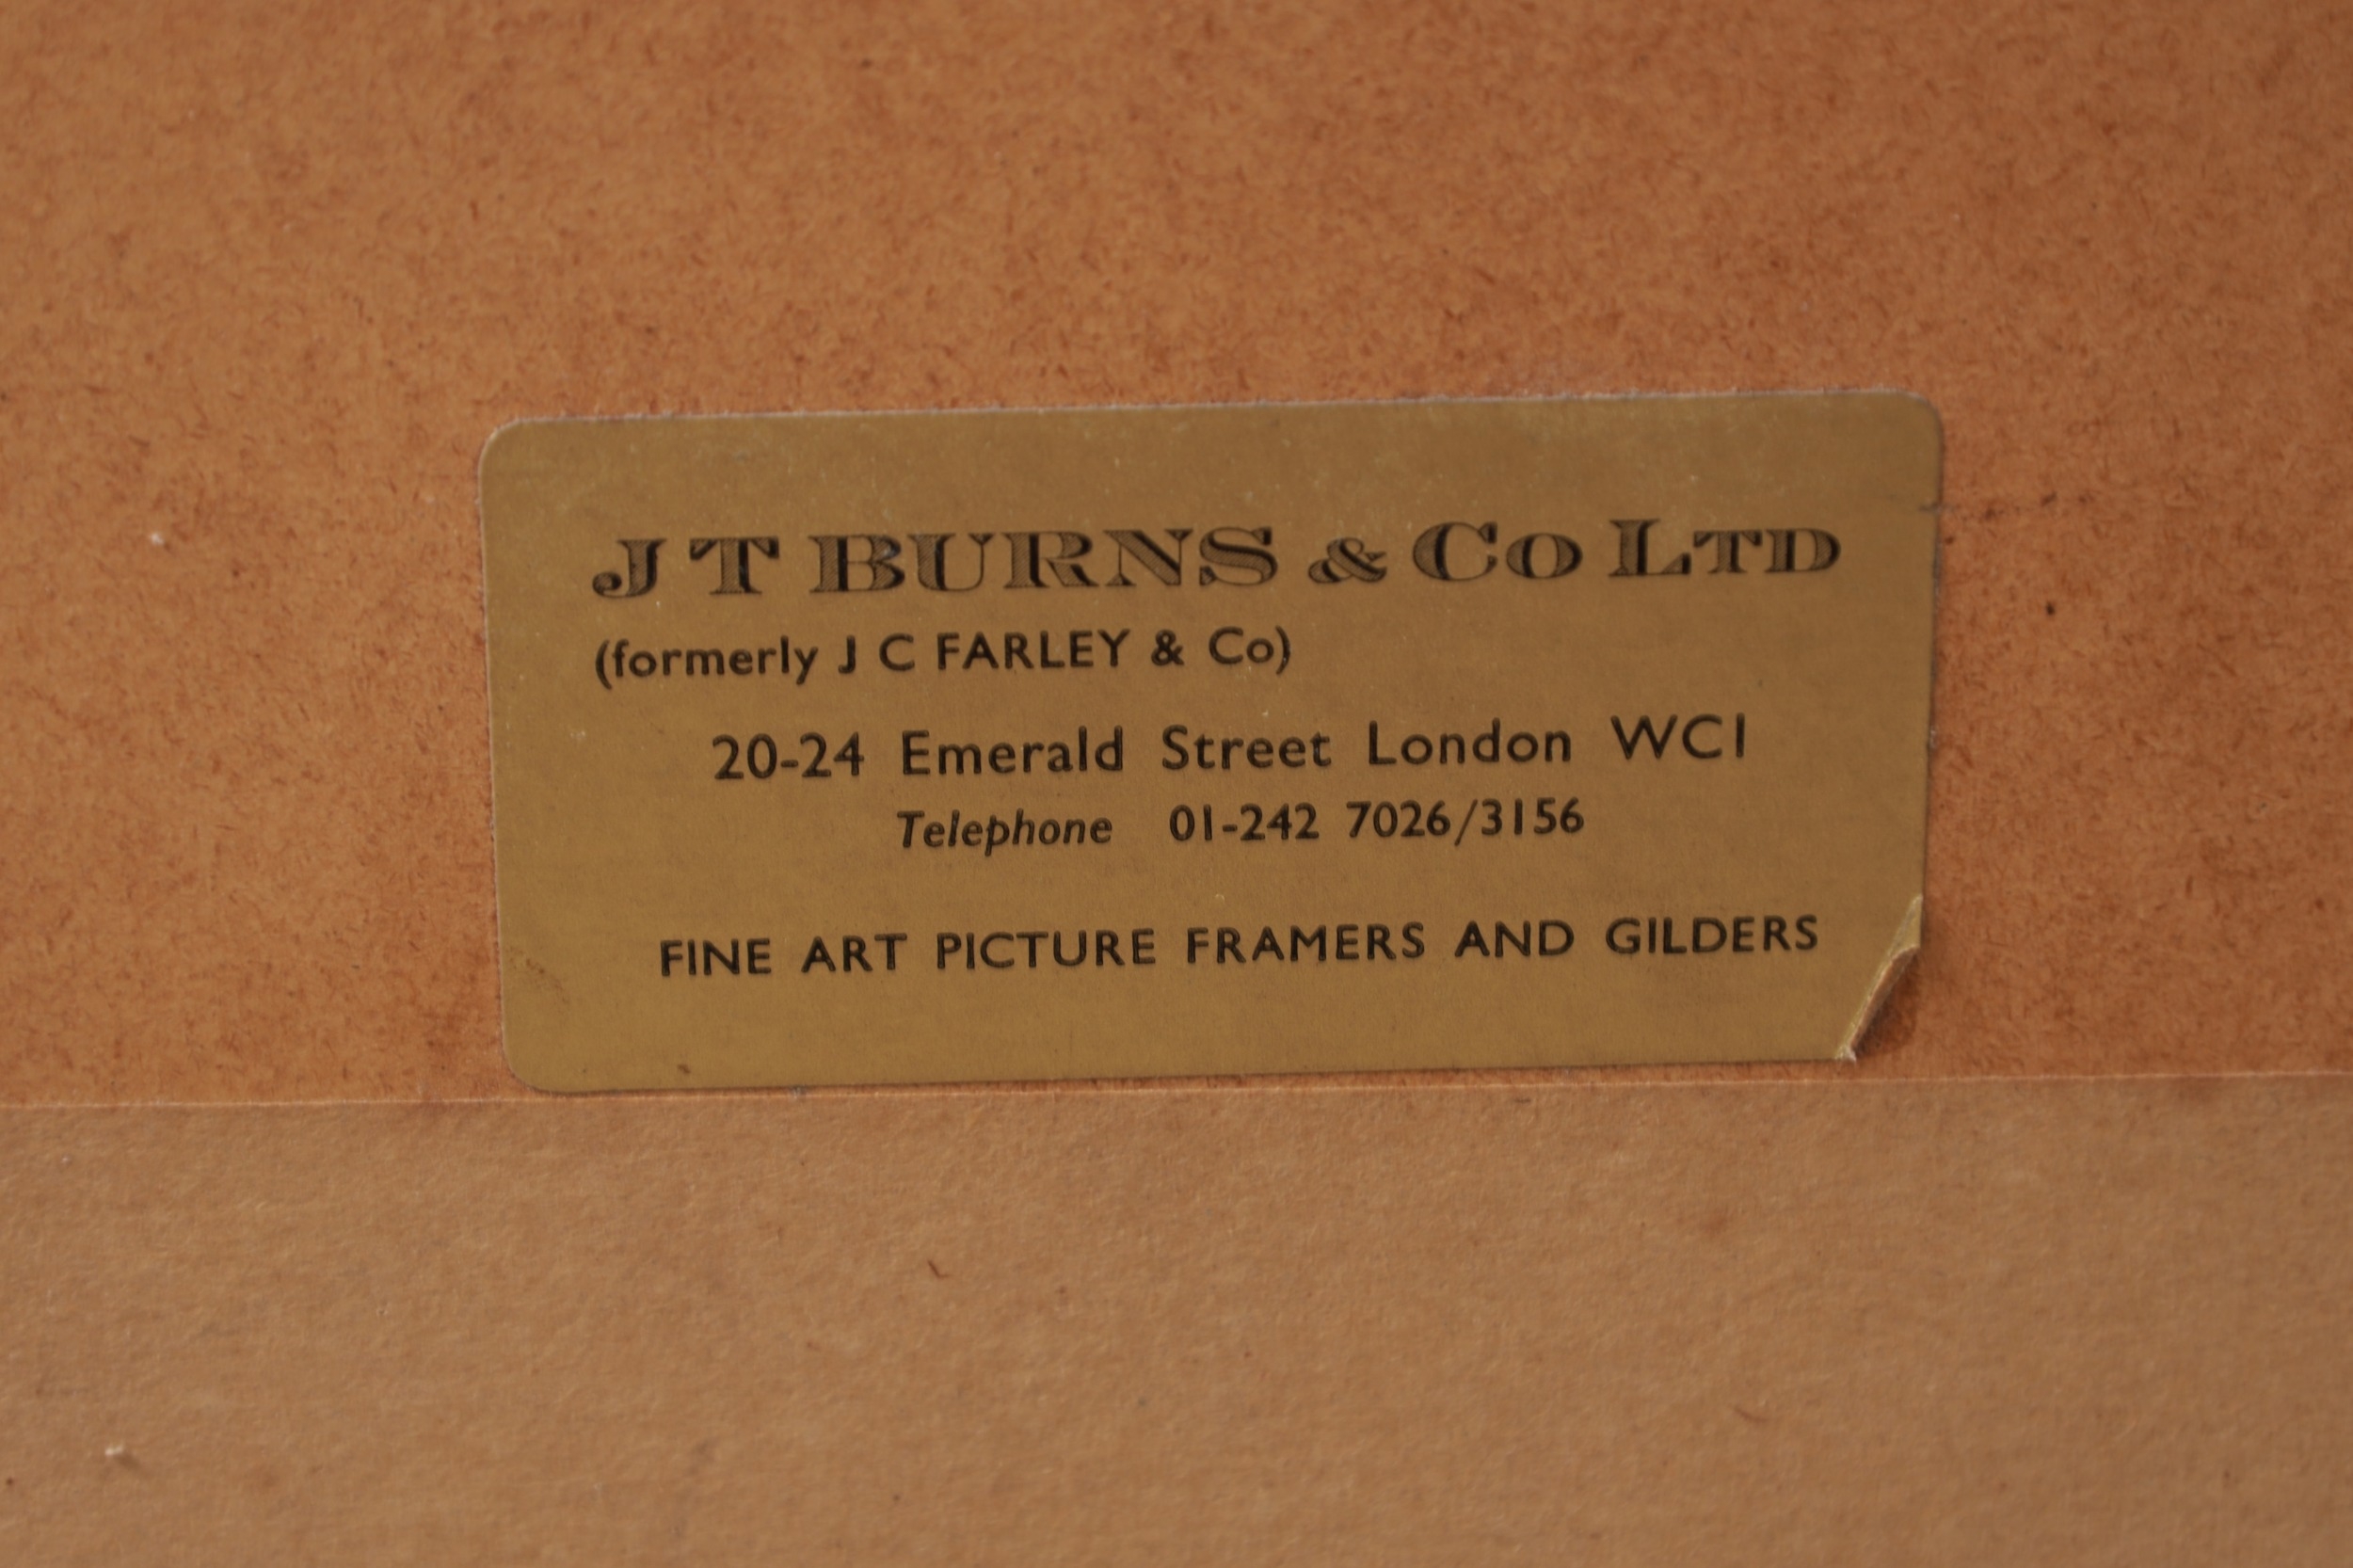 J T BURNS & Co LTD
(formerly J C FARLEY & Co)
20-24 Emerald Street London WC1
Telephone 01-242 7026/3156
FINE ART PICTURE FRAMERS AND GILDERS